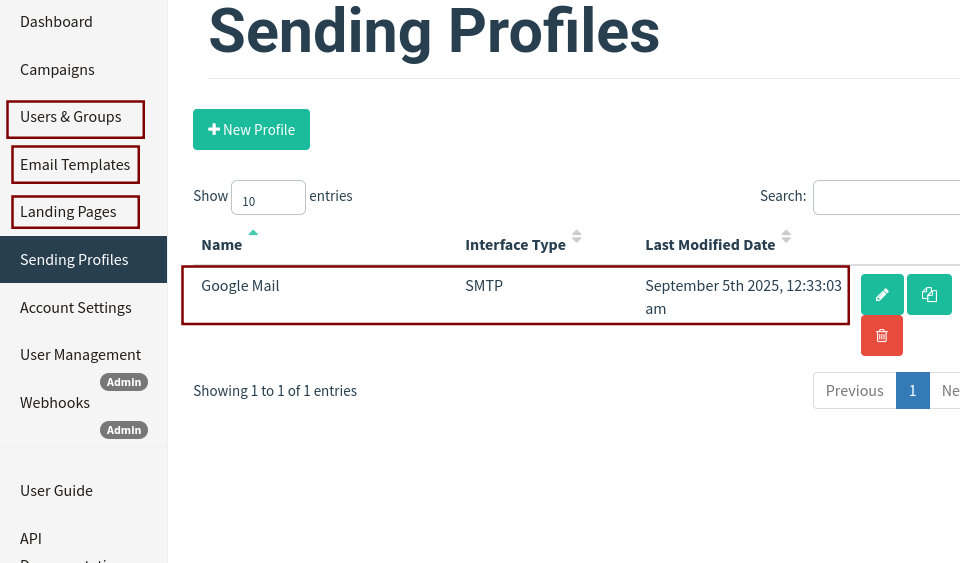 Dashboard
Campaigns
Users & Groups
Email Templates
Landing Pages
Sending Profiles
Account Settings
User Management
Admin
Webhooks
Admin
User Guide
API
Sending Profiles
New Profile
Show 10 entries
Search:
Name Interface Type Last Modified Date
Google Mail SMTP September 5th 2025, 12:33:03
am
Showing 1 to 1 of 1 entries
Previous 1 Ne